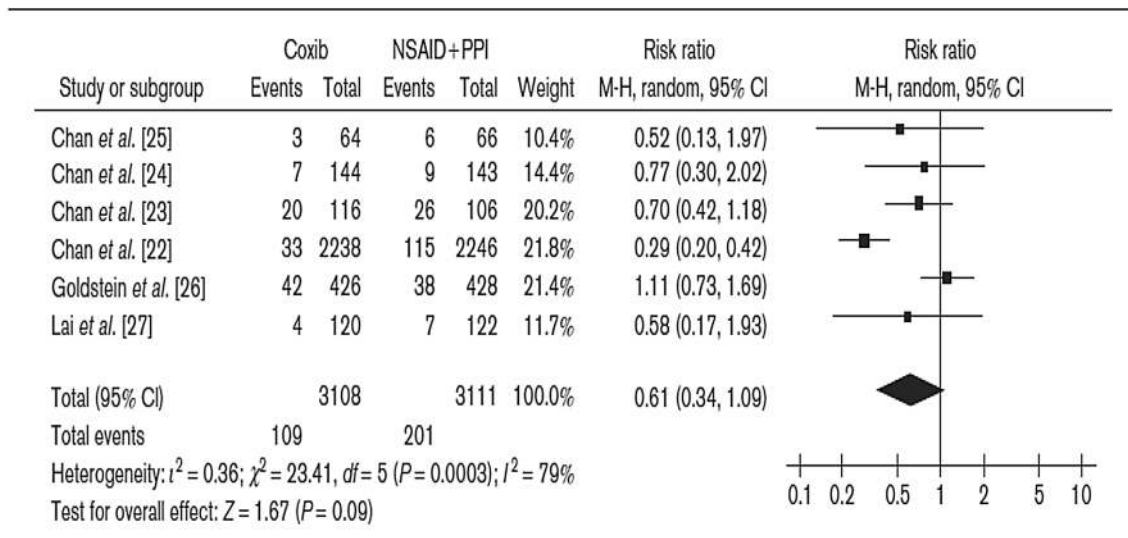 Coxib NSAID+PPI Risk ratio Risk ratio
Study or subgroup Events Total Events Total Weight M-H, random, 95% CI M-H, random, 95% CI
Chan et al. [25] 3 64 6 66 10.4% 0.52 (0.13, 1.97)
Chan et al. [24] 7 144 9 143 14.4% 0.77 (0.30, 2.02)
Chan et al. [23] 20 116 26 106 20.2% 0.70 (0.42, 1.18)
Chan et al. [22] 33 2238 115 2246 21.8% 0.29 (0.20, 0.42)
Goldstein et al. [26] 42 426 38 428 21.4% 1.11 (0.73, 1.69)
Lai et al. [27] 4 120 7 122 11.7% 0.58 (0.17, 1.93)
Total (95% CI) 3108 3111 100.0% 0.61 (0.34, 1.09)
Total events 109 201
Heterogeneity: ι² = 0.36; χ² = 23.41, df = 5 (P = 0.0003); I² = 79%
Test for overall effect: Z = 1.67 (P = 0.09)
0.1 0.2 0.5 1 2 5 10